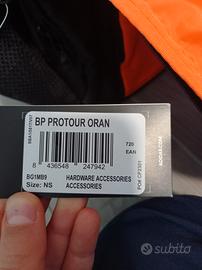 BP PROTOUR ORAN
8 436548 247942
720
EAN
BG1MB9 HARDWARE ACCESSORIES
Size: NS ACCESSORIES
subito